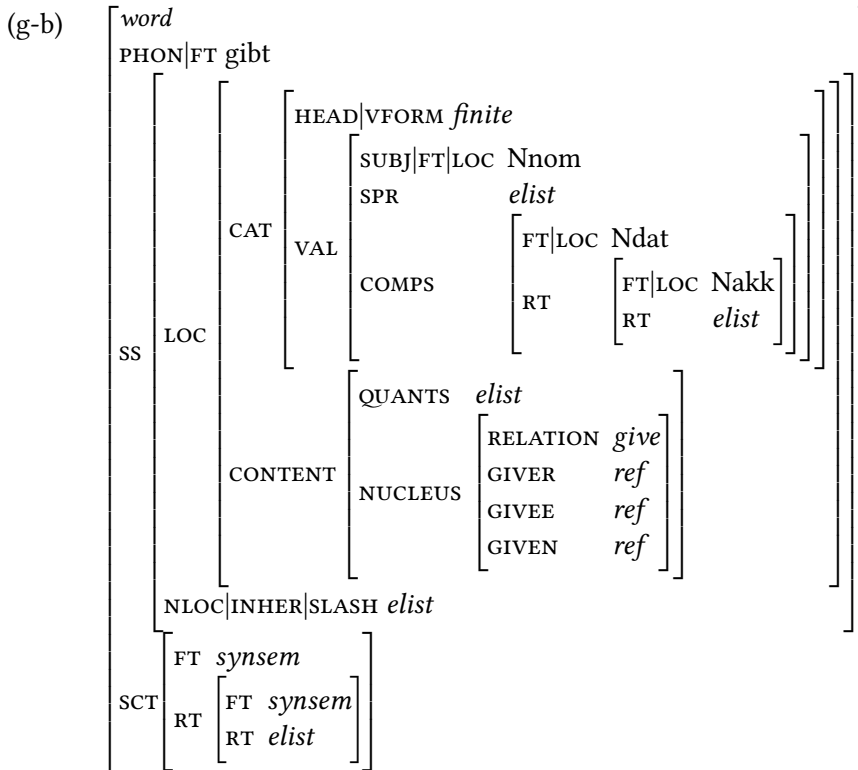 (g-b)
word
PHON|FT gibt
HEAD|VFORM finite
SUBJ|FT|LOC Nnom
SPR elist
FT|LOC Ndat
CAT
VAL
COMPS
FT|LOC Nakk
RT
RT elist
LOC
SS
QUANTS elist
RELATION give
GIVER ref
CONTENT
NUCLEUS
GIVEE ref
GIVEN ref
NLOC|INHER|SLASH elist
FT synsem
SCT
FT synsem
RT
RT elist